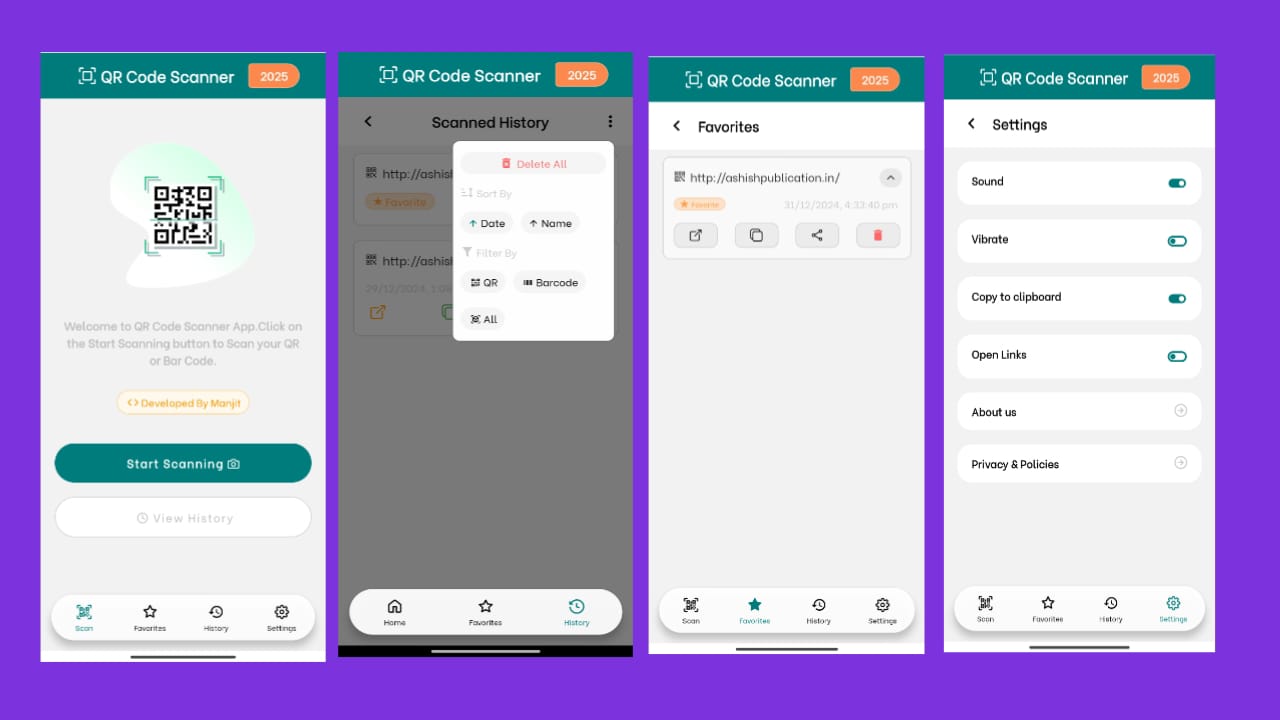 QR Code Scanner 2025
Welcome to QR Code Scanner App.Click on
the Start Scanning button to Scan your QR
or Bar Code.
Developed By Manjit
Start Scanning
View History
Scan Favorites History Settings
QR Code Scanner 2025
Scanned History
Delete All
http://ashis
Sort By
Favorite
Date Name
Filter By
http://ashis
QR Barcode
29/12/2024,
All
Home Favorites History
QR Code Scanner 2025
Favorites
http://ashishpublication.in/
Favorite 31/12/2024, 4:33:40 pm
Scan Favorites History Settings
QR Code Scanner 2025
Settings
Sound
Vibrate
Copy to clipboard
Open Links
About us
Privacy & Policies
Scan Favorites History Settings